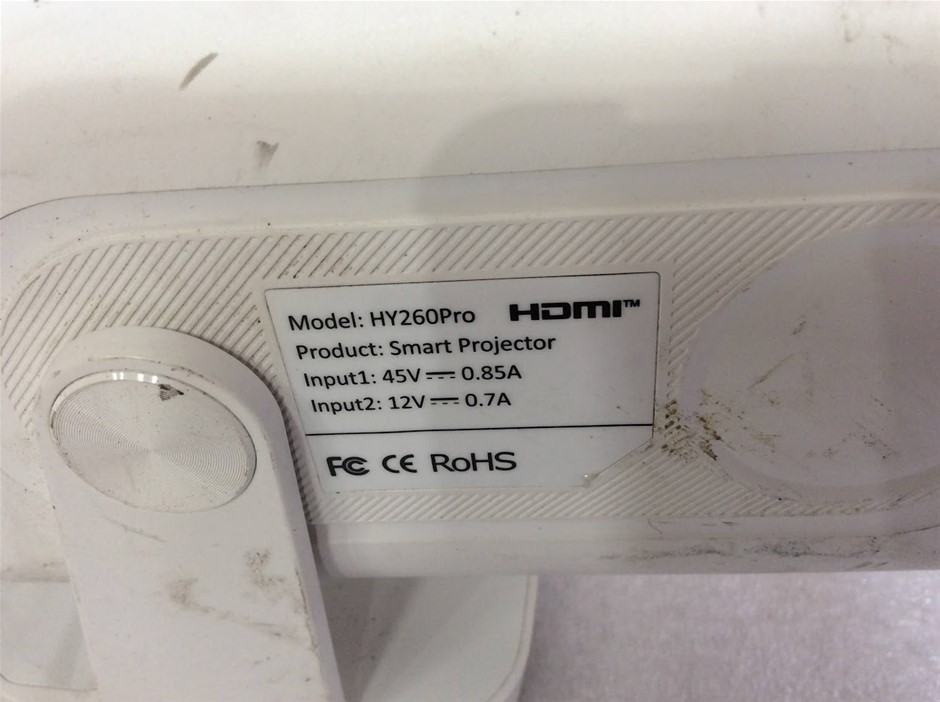 Model: HY260Pro HDMI™
Product: Smart Projector
Input1: 45V⎓0.85A
Input2: 12V⎓0.7A
FC CE RoHS